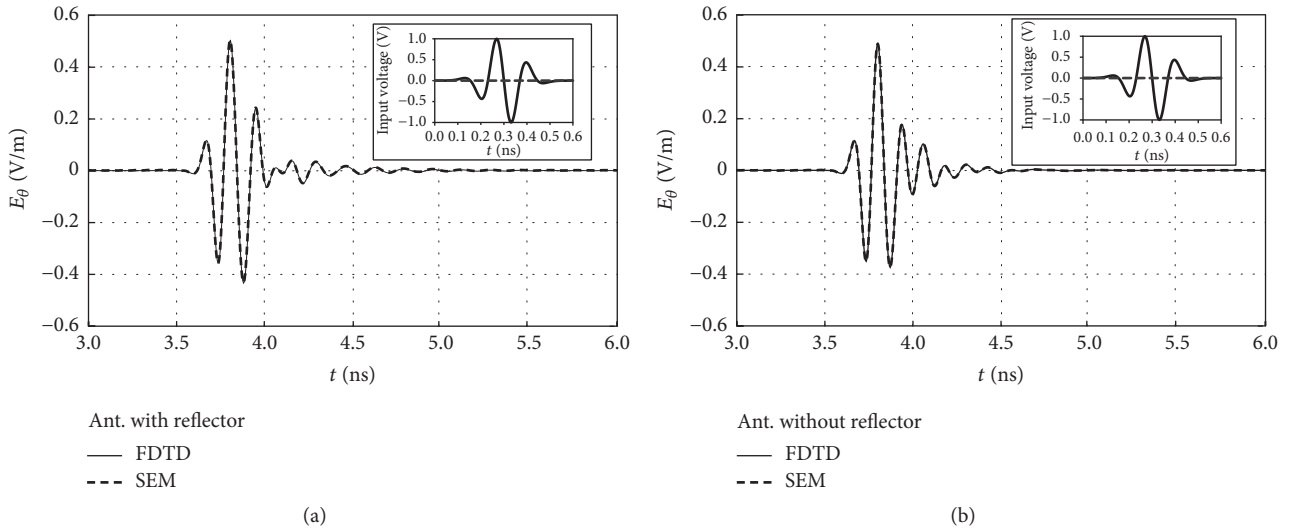 0.6
0.4
0.2
0
−0.2
−0.4
−0.6
E_θ (V/m)
3.0 3.5 4.0 4.5 5.0 5.5 6.0
t (ns)
Input voltage (V)
1.0
0.5
0.0
−0.5
−1.0
0.0 0.1 0.2 0.3 0.4 0.5 0.6
t (ns)
Ant. with reflector
FDTD
SEM
(a)
0.6
0.4
0.2
0
−0.2
−0.4
−0.6
E_θ (V/m)
3.0 3.5 4.0 4.5 5.0 5.5 6.0
t (ns)
Input voltage (V)
1.0
0.5
0.0
−0.5
−1.0
0.0 0.1 0.2 0.3 0.4 0.5 0.6
t (ns)
Ant. without reflector
FDTD
SEM
(b)